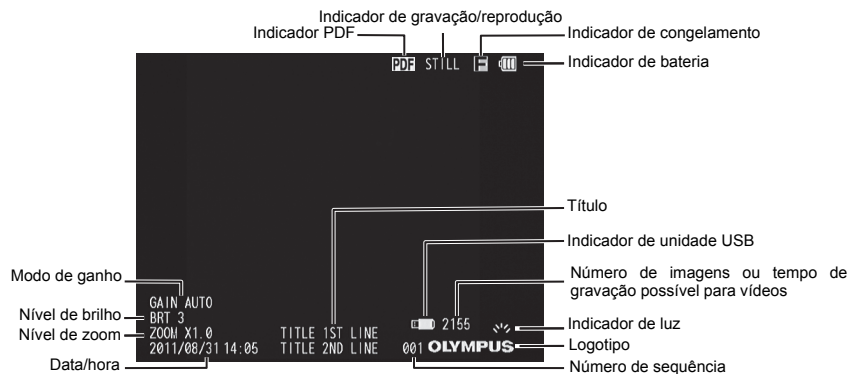 Indicador de gravação/reprodução
Indicador PDF
Indicador de congelamento
PDF STILL F
Indicador de bateria
Título
Indicador de unidade USB
Modo de ganho
Número de imagens ou tempo de
gravação possível para vídeos
GAIN AUTO
Nível de brilho
BRT 3
2155
Indicador de luz
Nível de zoom
ZOOM X1.0
TITLE 1ST LINE
Logotipo
2011/08/31 14:05
TITLE 2ND LINE
001 OLYMPUS
Data/hora
Número de sequência